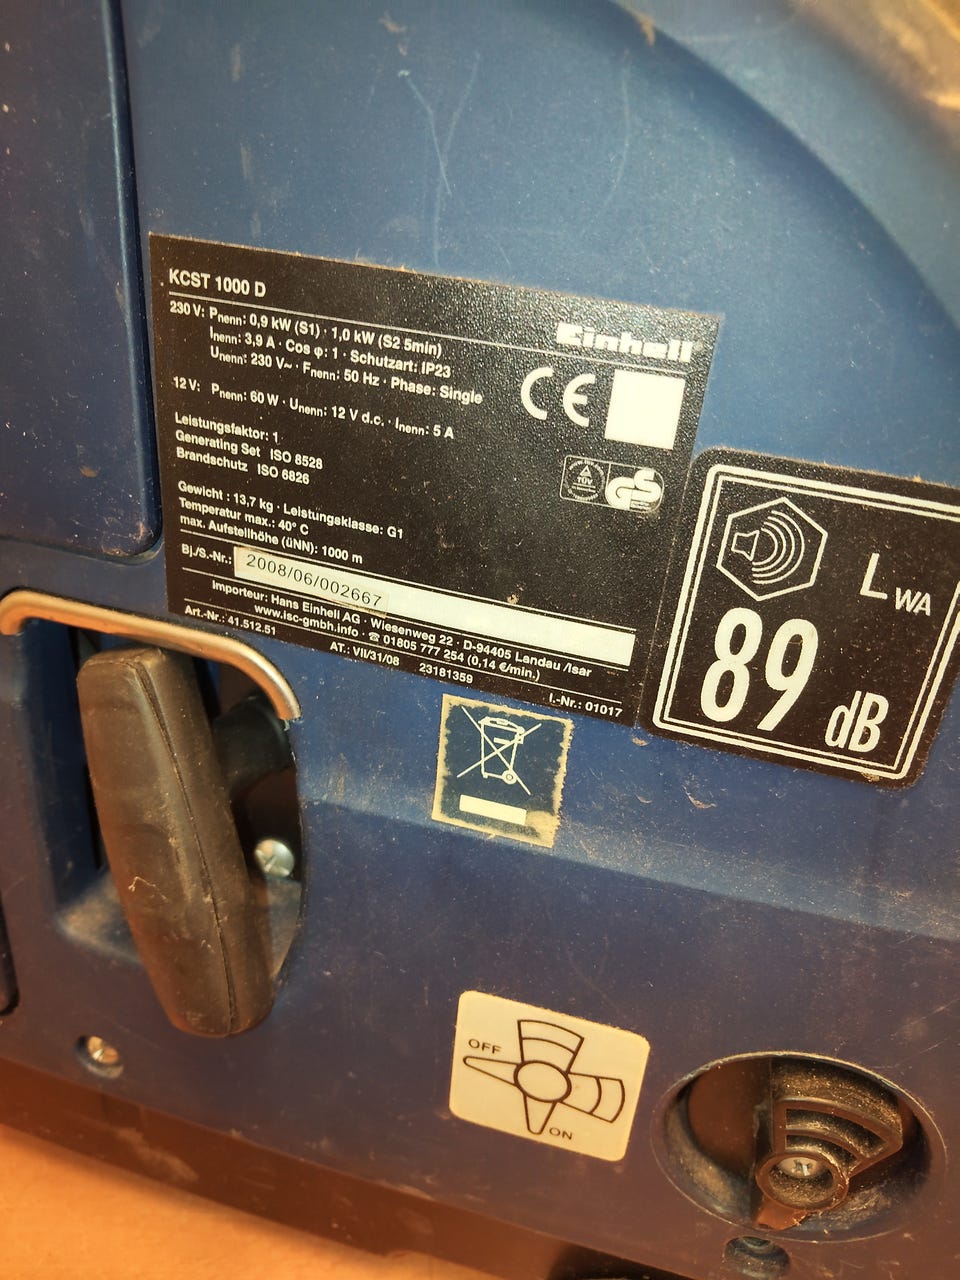 KCST 1000 D
Einhell
230 V: Pnenn: 0,9 kW (S1) · 1,0 kW (S2 5min)
Inenn: 3,9 A · Cos φ: 1 · Schutzart: IP23
Unenn: 230 V~ · Fnenn: 50 Hz · Phase: Single
12 V: Pnenn: 60 W · Unenn: 12 V d.c. · Inenn: 5 A
CE
Leistungsfaktor: 1
Generating Set ISO 8528
Brandschutz ISO 6826
TÜV
GS
Gewicht : 13,7 kg · Leistungsklasse: G1
Temperatur max.: 40° C
max. Aufstellhöhe (üNN): 1000 m
Bj./S.-Nr.: 2008/06/002667
Importeur: Hans Einhell AG · Wiesenweg 22 · D-94405 Landau /Isar
www.isc-gmbh.info · ☎ 01805 777 254 (0,14 €/min.)
Art.-Nr.: 41.512.51
AT.: VII/31/08 23181359
I.-Nr.: 01017
LWA
89 dB
OFF
ON